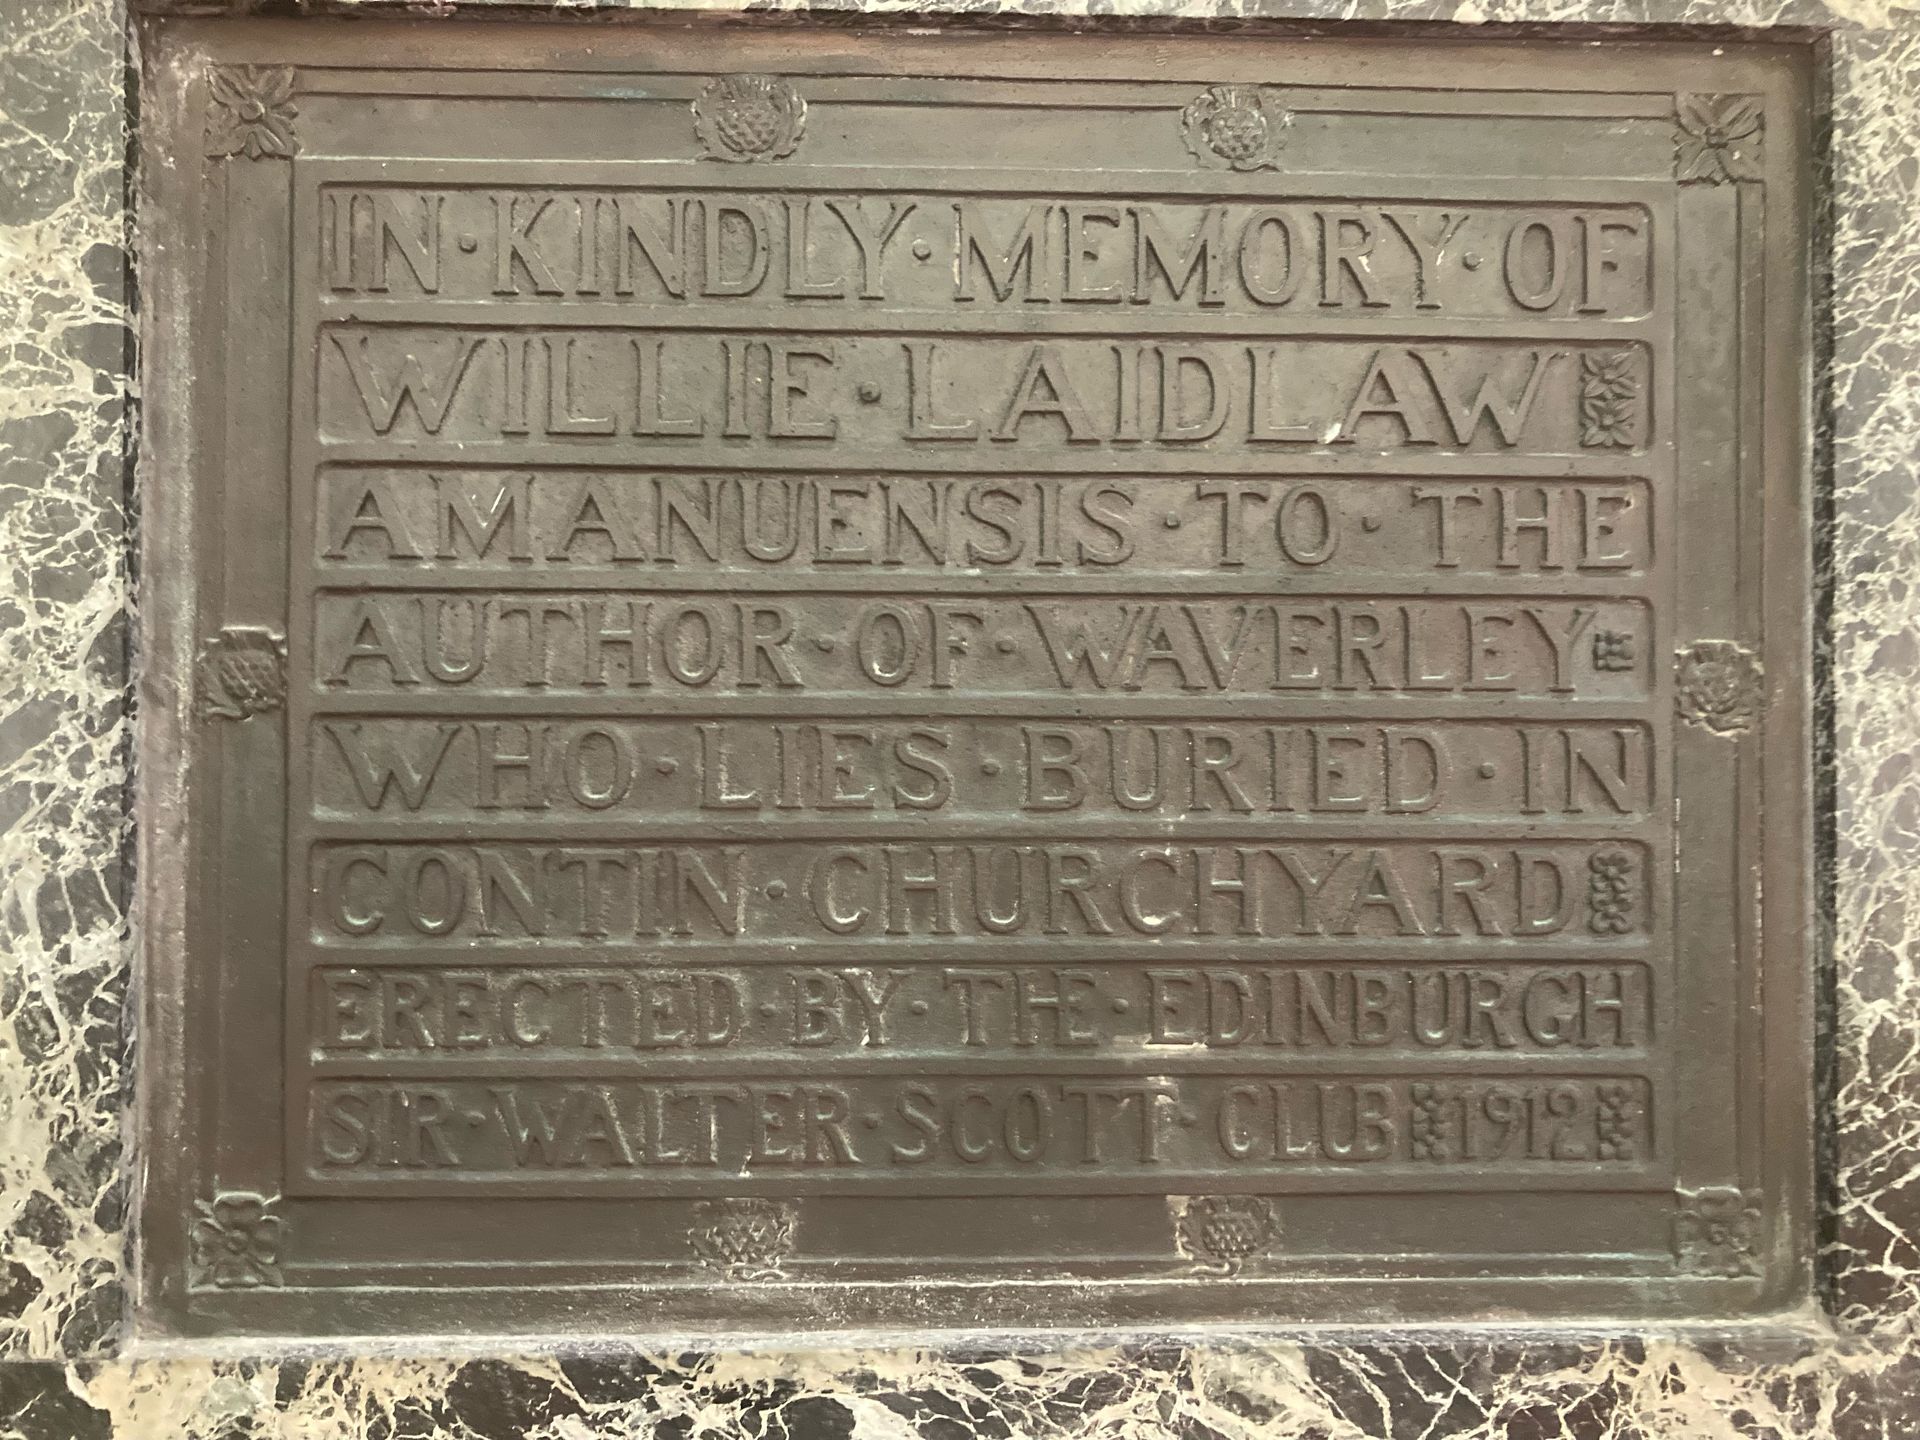 IN·KINDLY·MEMORY·OF
WILLIE·LAIDLAW
AMANUENSIS·TO·THE
AUTHOR·OF·WAVERLEY
WHO·LIES·BURIED·IN
CONTIN·CHURCHYARD
ERECTED·BY·THE·EDINBURGH
SIR·WALTER·SCOTT·CLUB 1912